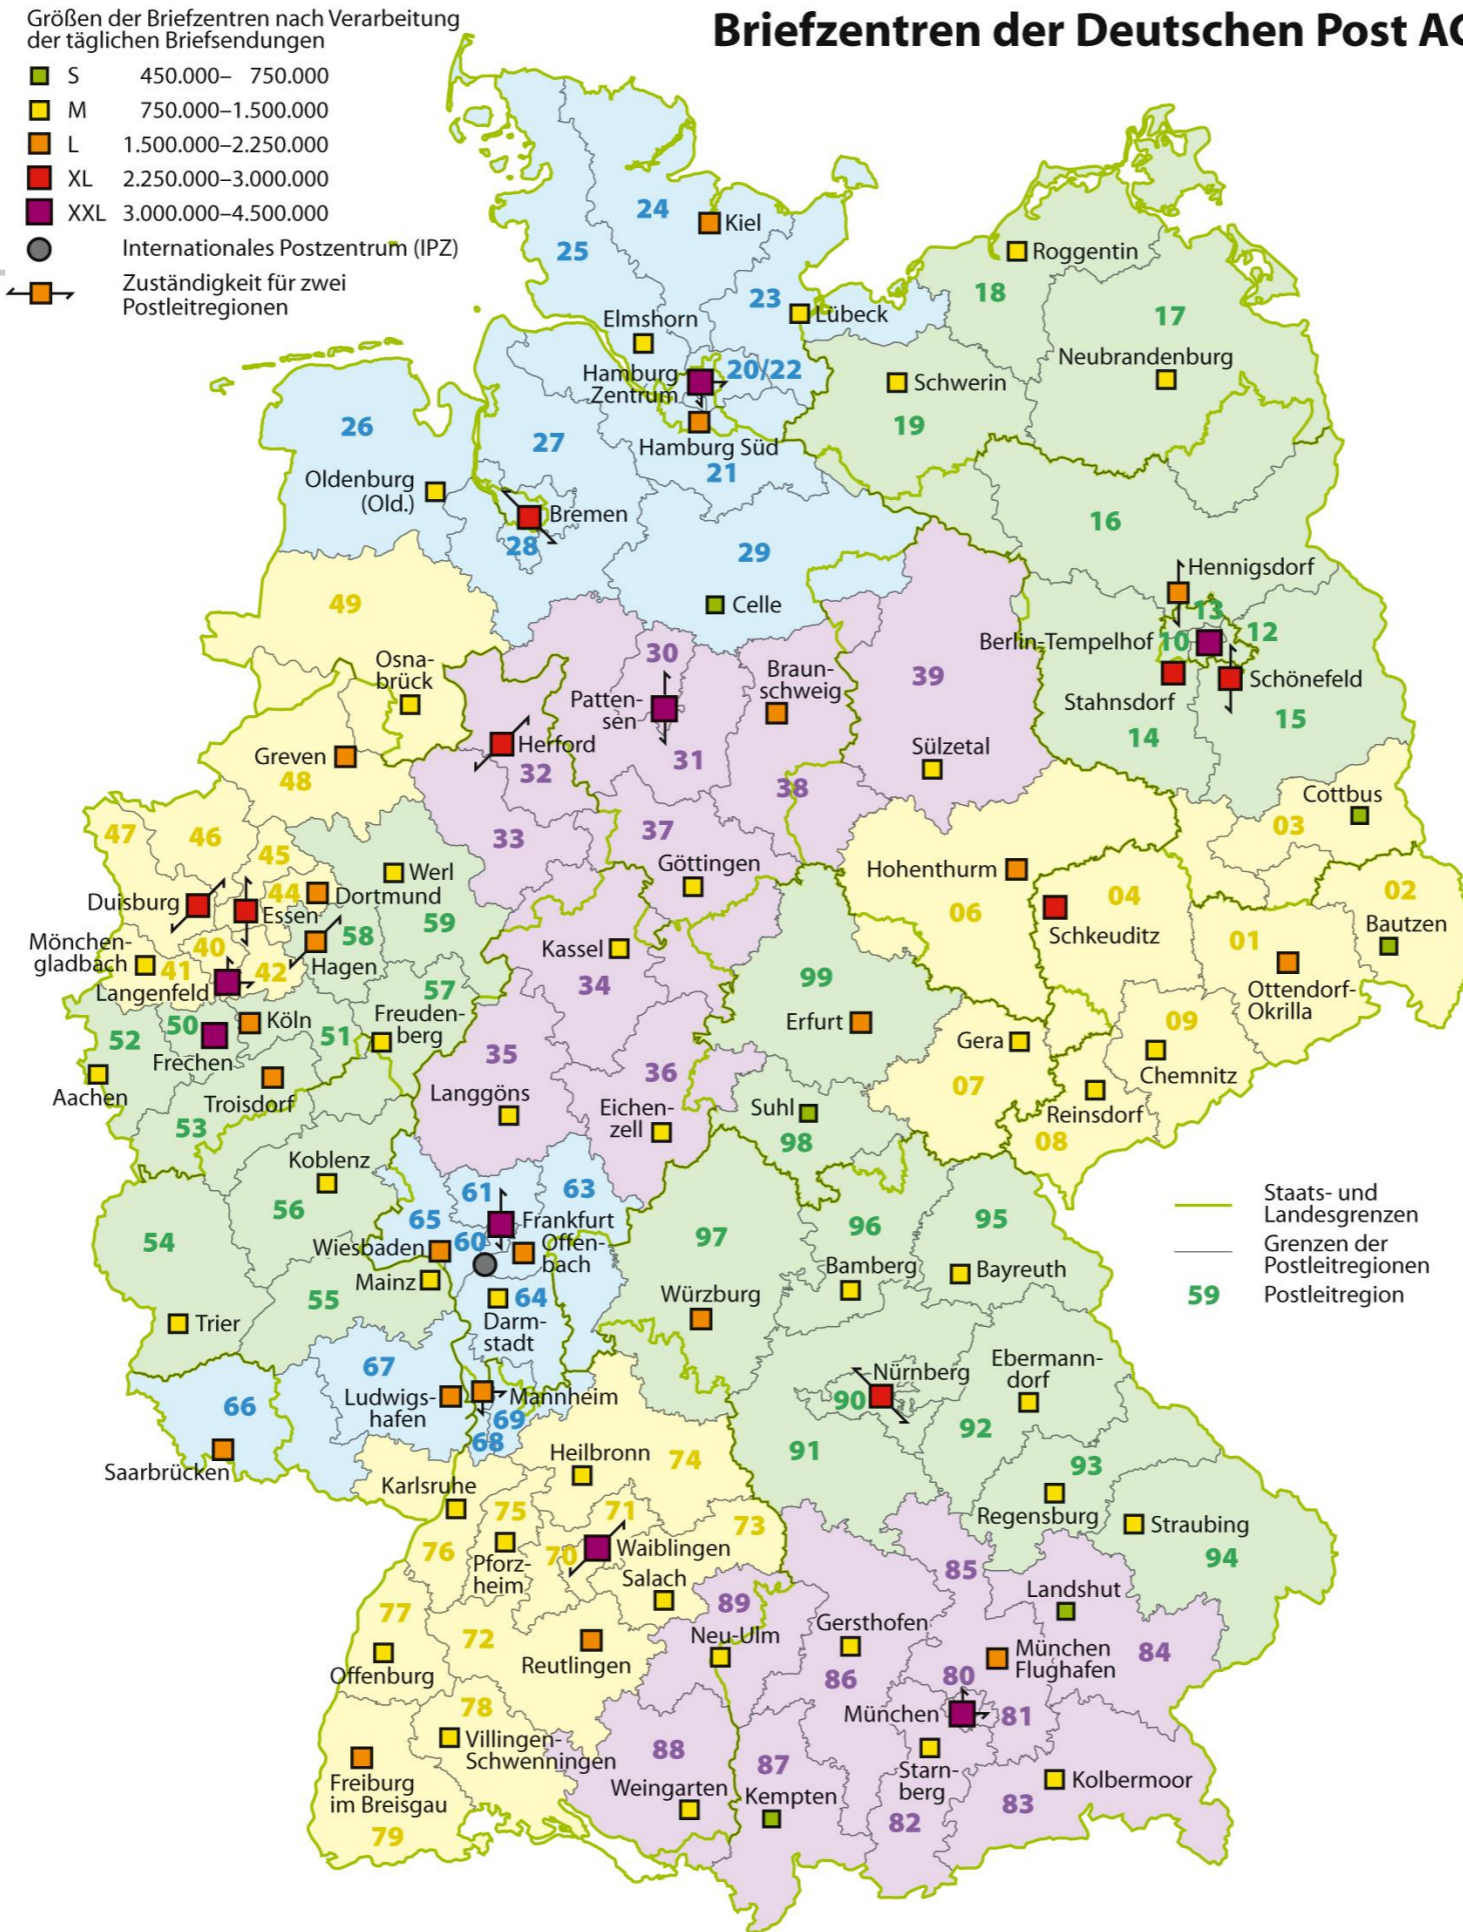 Größen der Briefzentren nach Verarbeitung
der täglichen Briefsendungen
S 450.000– 750.000
M 750.000–1.500.000
L 1.500.000–2.250.000
XL 2.250.000–3.000.000
XXL 3.000.000–4.500.000
Internationales Postzentrum (IPZ)
Zuständigkeit für zwei
Postleitregionen
Briefzentren der Deutschen Post AG
24
Kiel
25
Roggentin
18
23
Lübeck
17
Elmshorn
Neubrandenburg
Hamburg
Zentrum
20/22
Schwerin
19
26
27
Hamburg Süd
21
Oldenburg
(Old.)
Bremen
28
16
29
Hennigsdorf
49
Celle
13
12
Berlin-Tempelhof
10
30
Osna-
brück
Braun-
schweig
39
Patten-
sen
Schönefeld
Stahnsdorf
15
14
Greven
48
Herford
32
31
Sülzetal
38
Cottbus
03
47
46
45
33
37
Göttingen
Hohenthurm
Werl
44
Dortmund
Duisburg
Essen
59
58
06
04
02
Schkeuditz
Bautzen
01
Mönchen-
gladbach
40
41
42
Hagen
Kassel
34
99
Langenfeld
57
Ottendorf-
Okrilla
52
50
Köln
51
Freuden-
berg
Erfurt
09
Gera
Frechen
35
36
Chemnitz
07
Aachen
Troisdorf
Langgöns
Eichen-
zell
Suhl
Reinsdorf
53
98
08
Koblenz
56
61
63
Staats- und
Landesgrenzen
54
65
Frankfurt
97
96
95
Wiesbaden
60
Offen-
bach
Grenzen der
Postleitregionen
Mainz
Bamberg
Bayreuth
55
64
Würzburg
59
Postleitregion
Trier
Darm-
stadt
67
Nürnberg
Ebermann-
dorf
66
Ludwigs-
hafen
Mannheim
69
68
90
92
91
Saarbrücken
Heilbronn
74
93
Karlsruhe
75
71
73
Regensburg
Straubing
76
Pforz-
heim
70
Waiblingen
94
85
Salach
Landshut
77
89
72
Neu-Ulm
Gersthofen
Offenburg
Reutlingen
München
Flughafen
84
86
80
78
München
81
Villingen-
Schwenningen
88
87
Starn-
berg
Freiburg
im Breisgau
Weingarten
Kempten
Kolbermoor
83
82
79